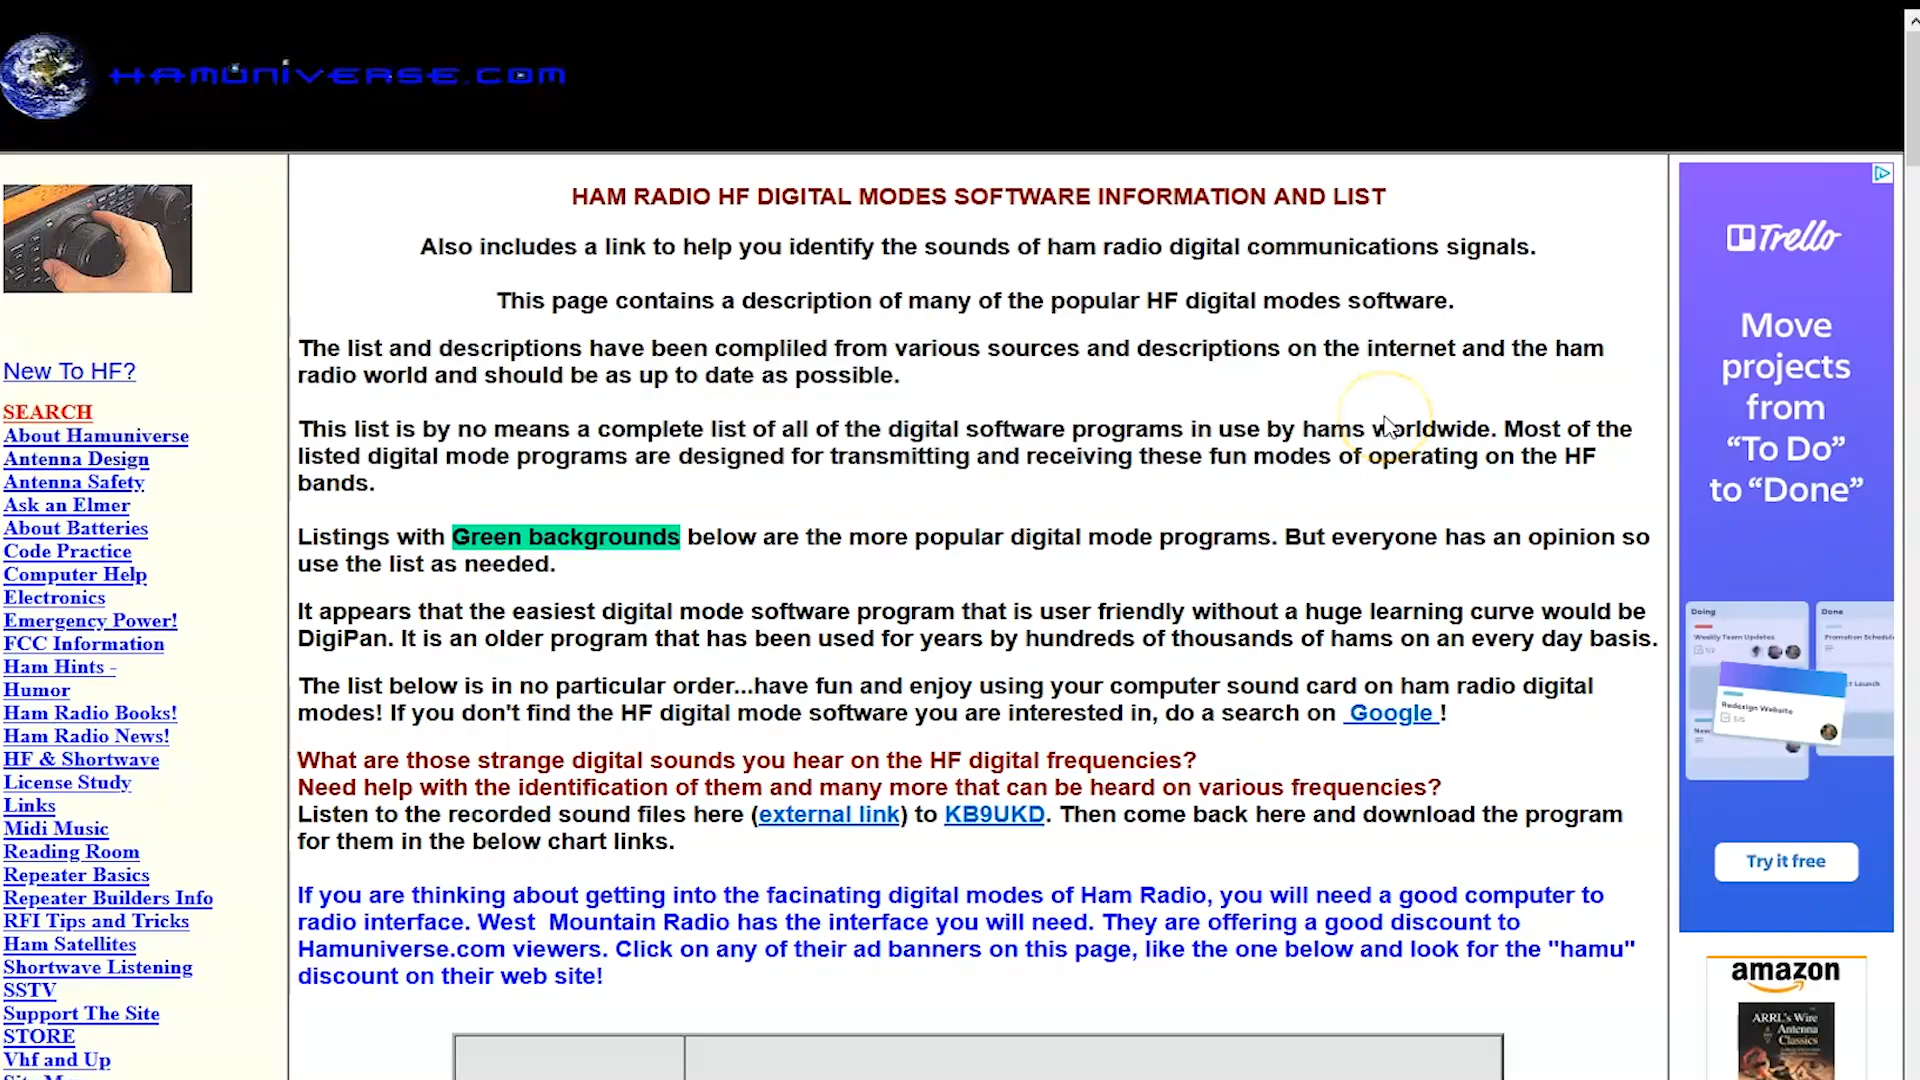 HAMUNIVERSE.COM
New To HF?
SEARCH
About Hamuniverse
Antenna Design
Antenna Safety
Ask an Elmer
About Batteries
Code Practice
Computer Help
Electronics
Emergency Power!
FCC Information
Ham Hints -
Humor
Ham Radio Books!
Ham Radio News!
HF & Shortwave
License Study
Links
Midi Music
Reading Room
Repeater Basics
Repeater Builders Info
RFI Tips and Tricks
Ham Satellites
Shortwave Listening
SSTV
Support The Site
STORE
Vhf and Up
HAM RADIO HF DIGITAL MODES SOFTWARE INFORMATION AND LIST
Also includes a link to help you identify the sounds of ham radio digital communications signals.
This page contains a description of many of the popular HF digital modes software.
The list and descriptions have been compliled from various sources and descriptions on the internet and the ham
radio world and should be as up to date as possible.
This list is by no means a complete list of all of the digital software programs in use by hams worldwide. Most of the
listed digital mode programs are designed for transmitting and receiving these fun modes of operating on the HF
bands.
Listings with Green backgrounds below are the more popular digital mode programs. But everyone has an opinion so
use the list as needed.
It appears that the easiest digital mode software program that is user friendly without a huge learning curve would be
DigiPan. It is an older program that has been used for years by hundreds of thousands of hams on an every day basis.
The list below is in no particular order...have fun and enjoy using your computer sound card on ham radio digital
modes! If you don't find the HF digital mode software you are interested in, do a search on Google !
What are those strange digital sounds you hear on the HF digital frequencies?
Need help with the identification of them and many more that can be heard on various frequencies?
Listen to the recorded sound files here (external link) to KB9UKD. Then come back here and download the program
for them in the below chart links.
If you are thinking about getting into the facinating digital modes of Ham Radio, you will need a good computer to
radio interface. West Mountain Radio has the interface you will need. They are offering a good discount to
Hamuniverse.com viewers. Click on any of their ad banners on this page, like the one below and look for the "hamu"
discount on their web site!
Trello
Move
projects
from
“To Do”
to “Done”
Doing
Done
Weekly Team Updates
Redesign Website
Try it free
amazon
ARRL's Wire
Antenna
Classics